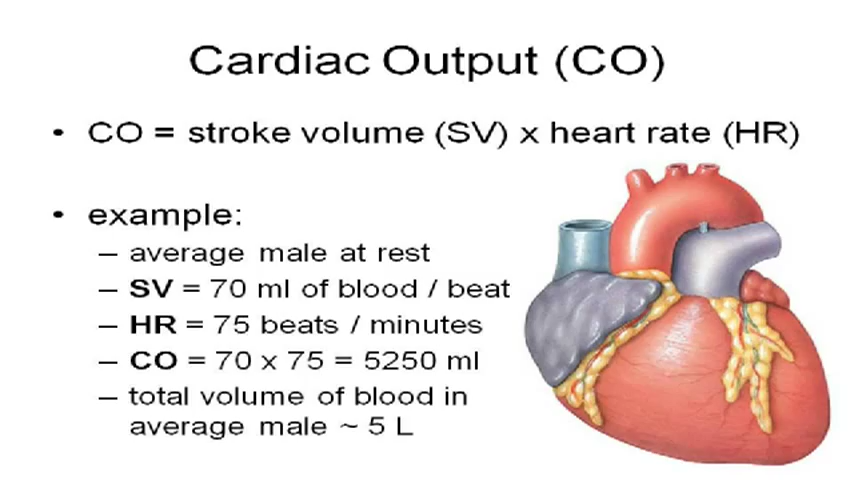 Cardiac Output (CO)
• CO = stroke volume (SV) x heart rate (HR)
• example:
– average male at rest
– SV = 70 ml of blood / beat
– HR = 75 beats / minutes
– CO = 70 x 75 = 5250 ml
– total volume of blood in
average male ~ 5 L